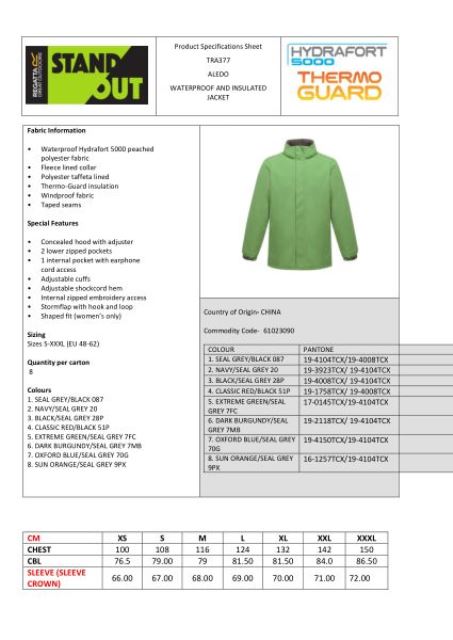 REGATTA
STAND
OUT
Product Specifications Sheet
TRA377
ALEDO
WATERPROOF AND INSULATED
JACKET
HYDRAFORT
5000
THERMO
GUARD
Fabric Information
• Waterproof Hydrafort 5000 peached
polyester fabric
• Fleece lined collar
• Polyester taffeta lined
• Thermo-Guard insulation
• Windproof fabric
• Taped seams
Special Features
• Concealed hood with adjuster
• 2 lower zipped pockets
• 1 internal pocket with earphone
cord access
• Adjustable cuffs
• Adjustable shockcord hem
• Internal zipped embroidery access
• Stormflap with hook and loop
• Shaped fit (women's only)
Sizing
Sizes S-XXXL (EU 48-62)
Quantity per carton
8
Colours
1. SEAL GREY/BLACK 087
2. NAVY/SEAL GREY 20
3. BLACK/SEAL GREY 28P
4. CLASSIC RED/BLACK 51P
5. EXTREME GREEN/SEAL GREY 7FC
6. DARK BURGUNDY/SEAL GREY 7MB
7. OXFORD BLUE/SEAL GREY 70G
8. SUN ORANGE/SEAL GREY 9PX
Country of Origin- CHINA
Commodity Code- 61023090
COLOUR PANTONE
1. SEAL GREY/BLACK 087 19-4104TCX/19-4008TCX
2. NAVY/SEAL GREY 20 19-3923TCX/ 19-4104TCX
3. BLACK/SEAL GREY 28P 19-4008TCX/ 19-4104TCX
4. CLASSIC RED/BLACK 51P 19-1758TCX/ 19-4008TCX
5. EXTREME GREEN/SEAL 17-0145TCX/19-4104TCX
GREY 7FC
6. DARK BURGUNDY/SEAL 19-2118TCX/ 19-4104TCX
GREY 7MB
7. OXFORD BLUE/SEAL GREY 19-4150TCX/19-4104TCX
70G
8. SUN ORANGE/SEAL GREY 16-1257TCX/19-4104TCX
9PX
CM XS S M L XL XXL XXXL
CHEST 100 108 116 124 132 142 150
CBL 76.5 79.00 79 81.50 81.50 84.0 86.50
SLEEVE (SLEEVE 66.00 67.00 68.00 69.00 70.00 71.00 72.00
CROWN)